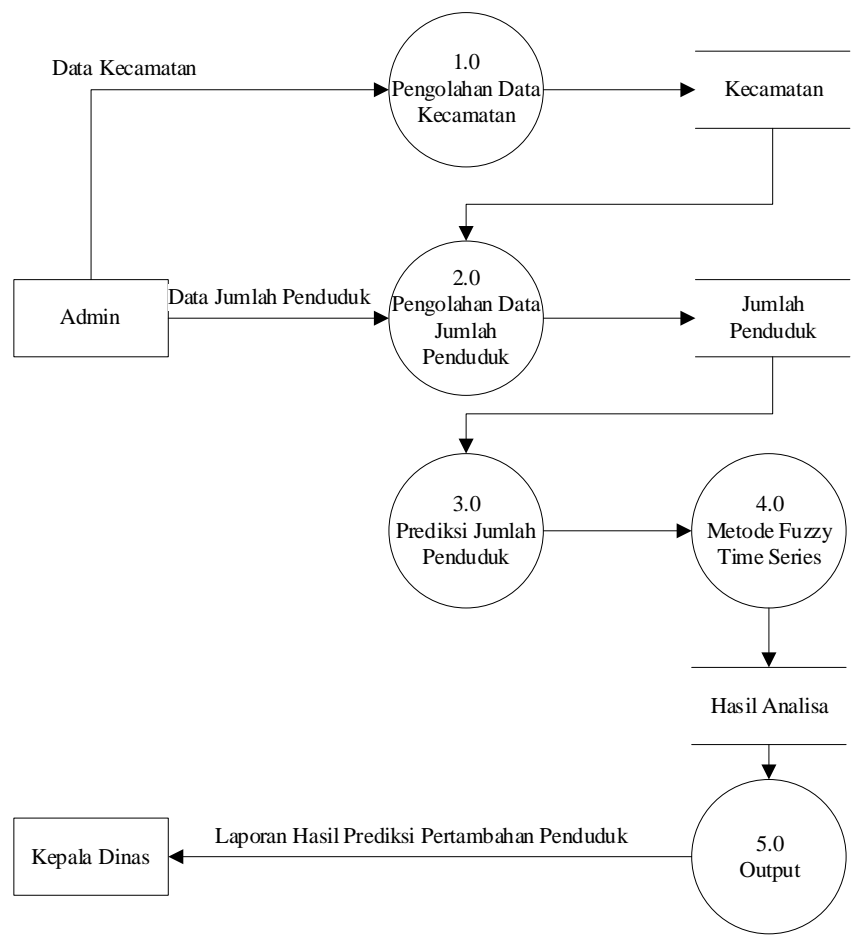 Data Kecamatan
1.0
Pengolahan Data
Kecamatan
Kecamatan
Admin
Data Jumlah Penduduk
2.0
Pengolahan Data
Jumlah
Penduduk
Jumlah
Penduduk
3.0
Prediksi Jumlah
Penduduk
4.0
Metode Fuzzy
Time Series
Hasil Analisa
Kepala Dinas
Laporan Hasil Prediksi Pertambahan Penduduk
5.0
Output